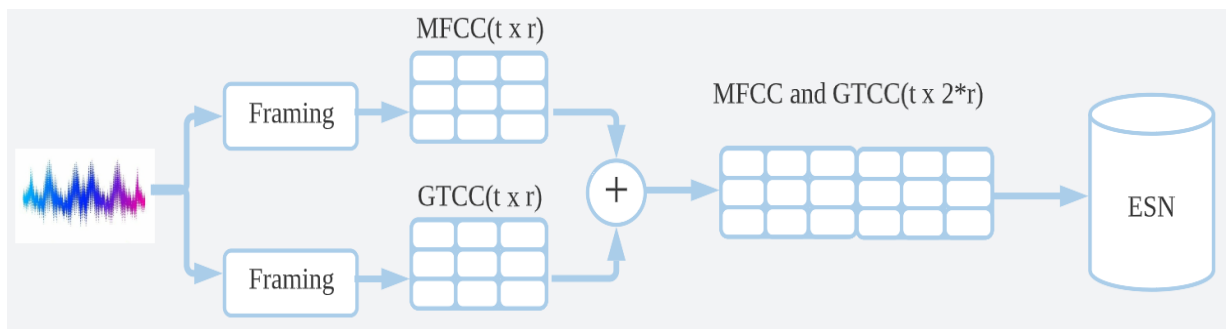 MFCC(t x r)
Framing
MFCC and GTCC(t x 2*r)
+
GTCC(t x r)
ESN
Framing